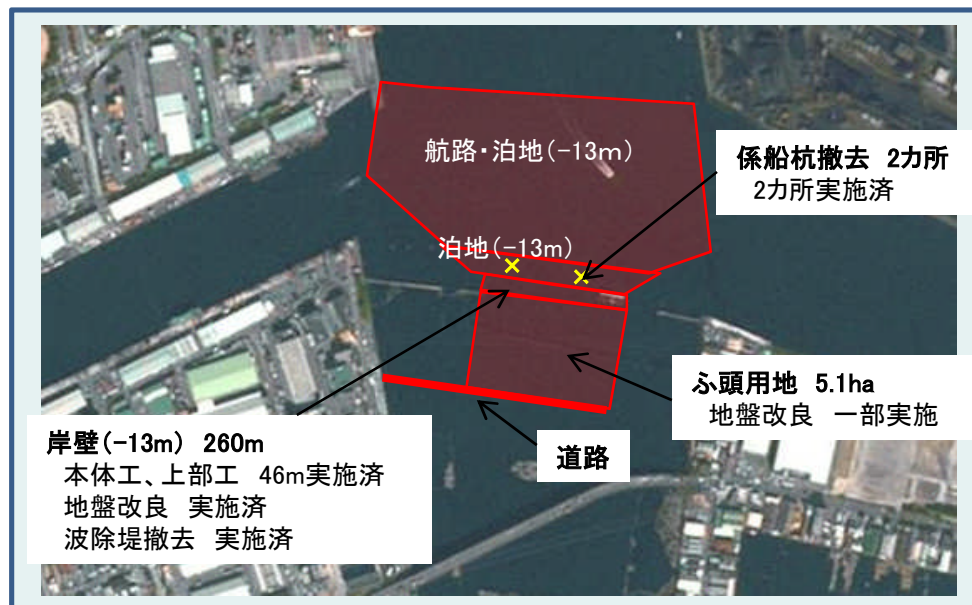 航路・泊地(-13m)
係船杭撤去 2カ所
2カ所実施済
泊地(-13m)
ふ頭用地 5.1ha
地盤改良 一部実施
岸壁(-13m) 260m
本体工、上部工 46m実施済
地盤改良 実施済
波除堤撤去 実施済
道路